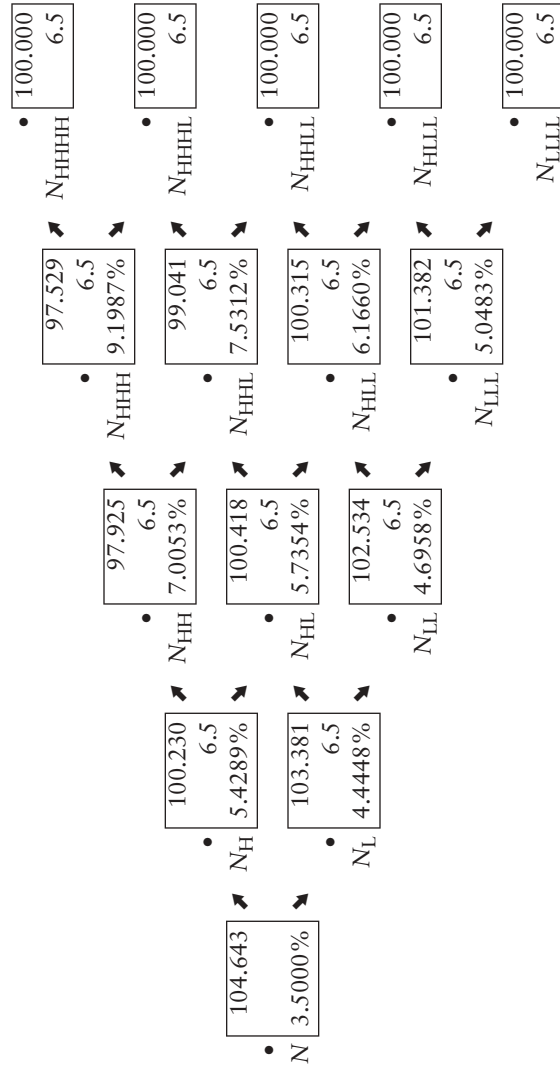 104.643
3.5000%
N
100.230
6.5
5.4289%
N_H
103.381
6.5
4.4448%
N_L
97.925
6.5
7.0053%
N_HH
100.418
6.5
5.7354%
N_HL
102.534
6.5
4.6958%
N_LL
97.529
6.5
9.1987%
N_HHH
99.041
6.5
7.5312%
N_HHL
100.315
6.5
6.1660%
N_HLL
101.382
6.5
5.0483%
N_LLL
100.000
6.5
N_HHHH
100.000
6.5
N_HHHL
100.000
6.5
N_HHLL
100.000
6.5
N_HLLL
100.000
6.5
N_LLLL